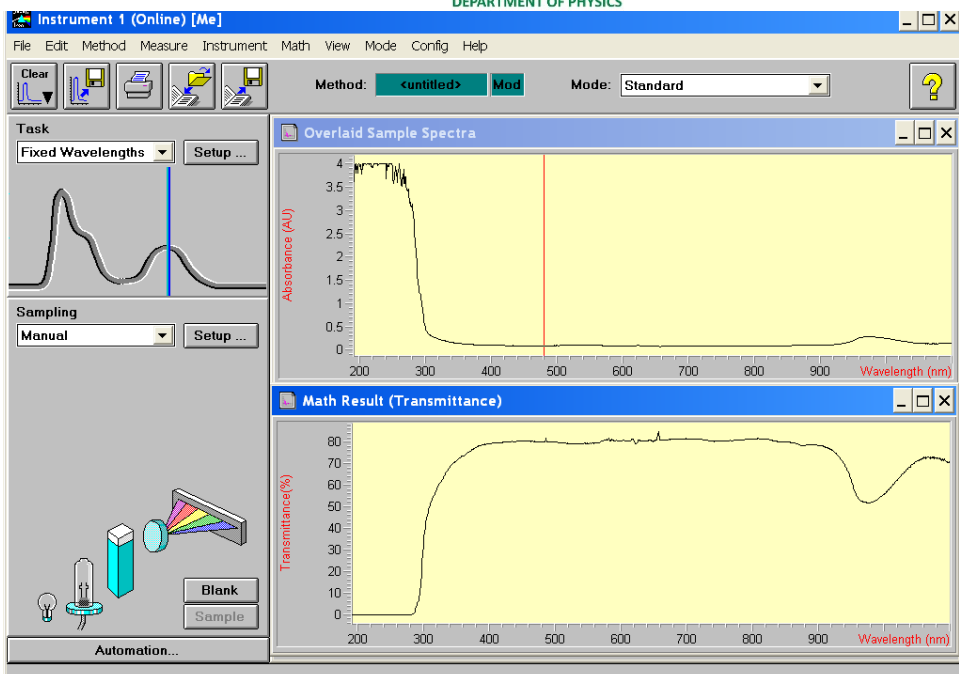 DEPARTMENT OF PHYSICS
Instrument 1 (Online) [Me]
File Edit Method Measure Instrument Math View Mode Config Help
Clear
Method: <untitled> Mod Mode: Standard
Task
Fixed Wavelengths Setup ...
Sampling
Manual Setup ...
Blank
Sample
Automation...
Overlaid Sample Spectra
Absorbance (AU)
4
3.5
3
2.5
2
1.5
1
0.5
0
200 300 400 500 600 700 800 900 Wavelength (nm)
Math Result (Transmittance)
Transmittance(%)
80
70
60
50
40
30
20
10
0
200 300 400 500 600 700 800 900 Wavelength (nm)